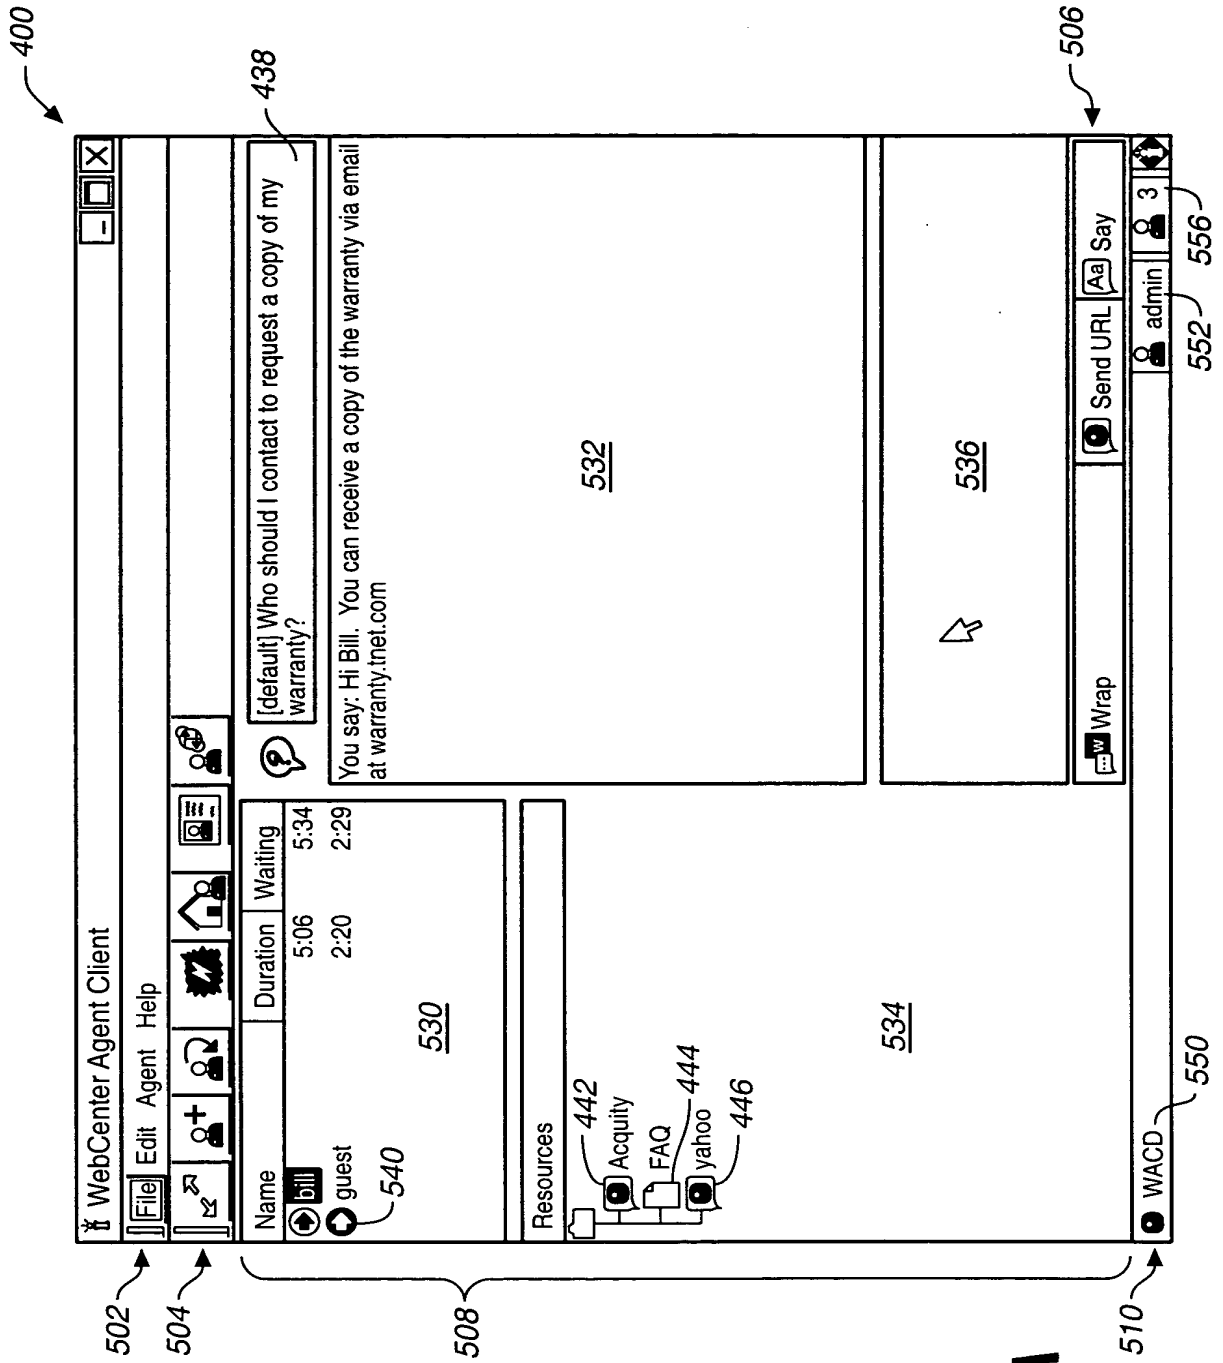 400
WebCenter Agent Client
502
File Edit Agent Help
504
Name Duration Waiting
bill 5:06 5:34
guest 2:20 2:29
540
530
[default] Who should I contact to request a copy of my
warranty?
438
You say: Hi Bill. You can receive a copy of the warranty via email
at warranty.tnet.com
532
508
Resources
442
Acquity
FAQ
444
yahoo
446
534
536
W Wrap
Send URL
Aa Say
506
510
WACD
550
admin
552
3
556